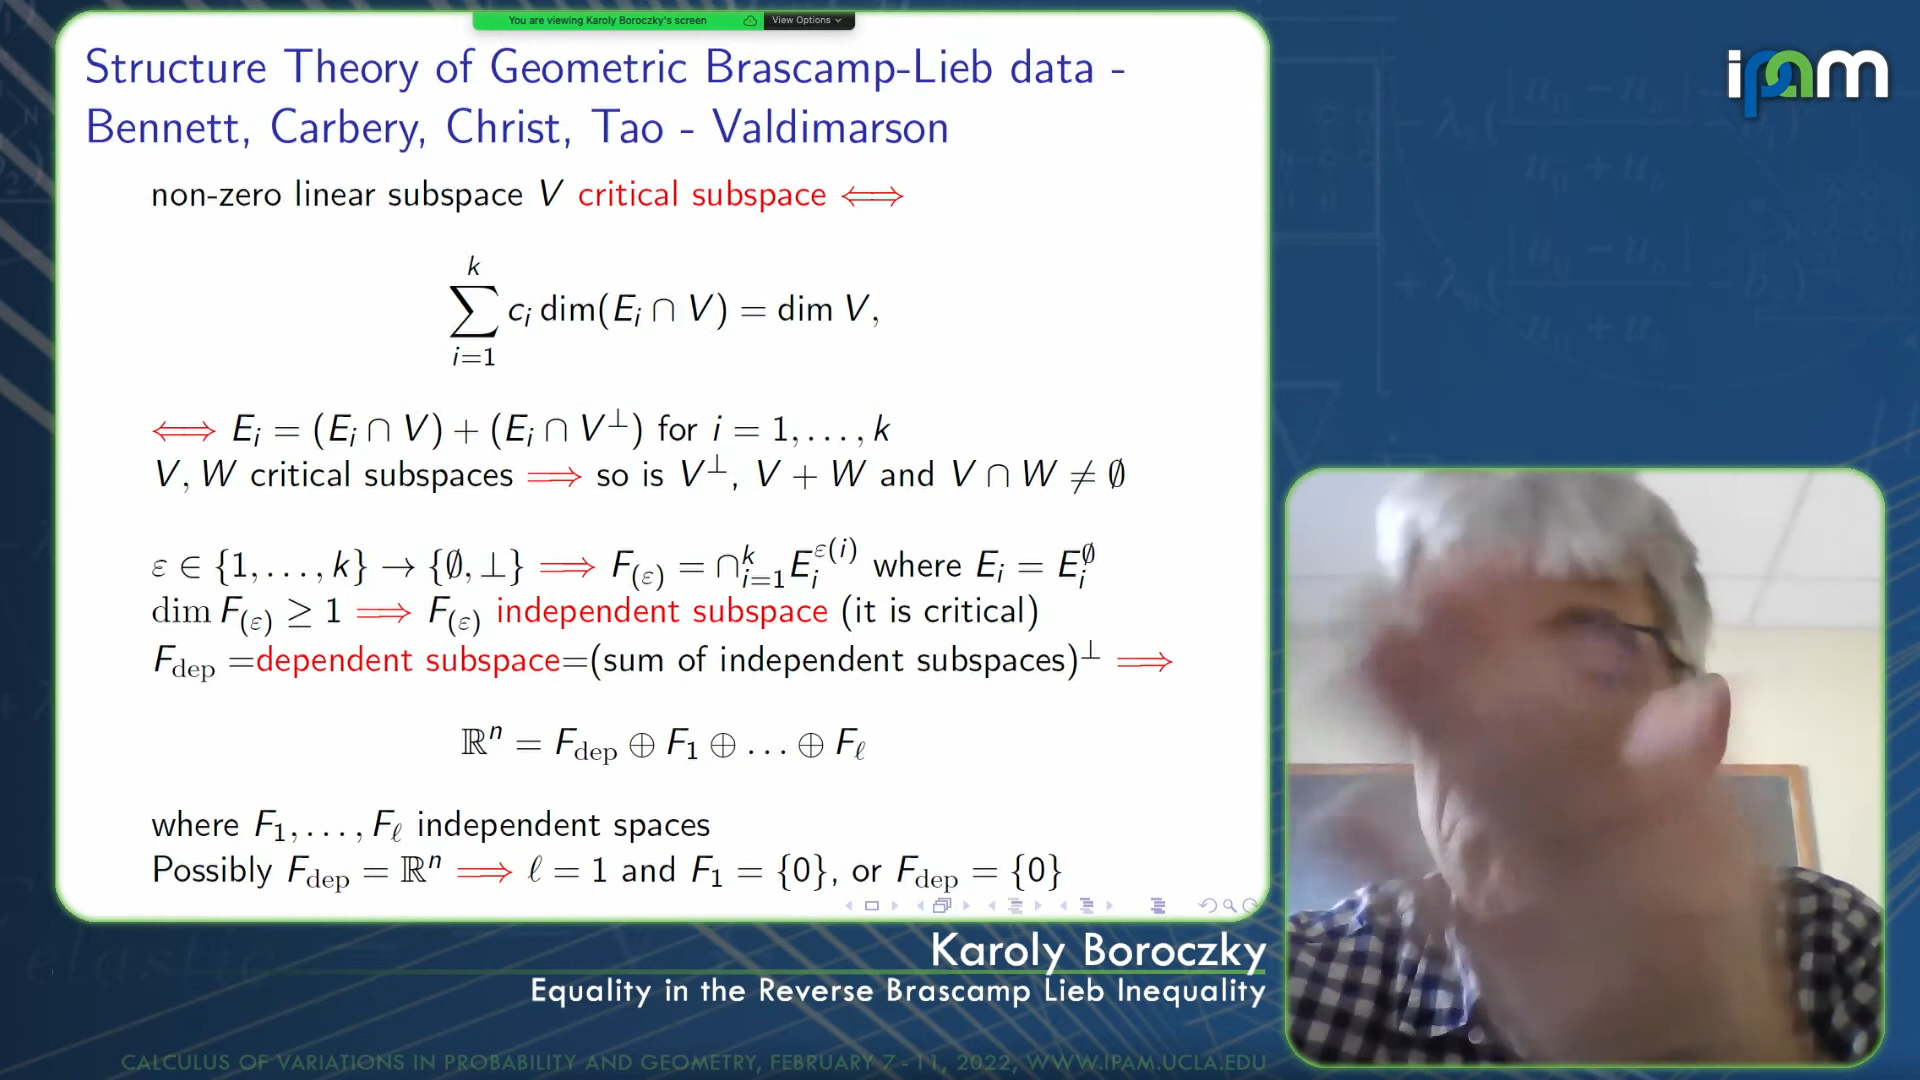 You are viewing Karoly Boroczky's screen
View Options
ipam
Structure Theory of Geometric Brascamp-Lieb data -
Bennett, Carbery, Christ, Tao - Valdimarson
non-zero linear subspace V critical subspace ⟺
∑_{i=1}^{k} c_i dim(E_i ∩ V) = dim V,
⟺ E_i = (E_i ∩ V) + (E_i ∩ V^⊥) for i = 1, . . . , k
V, W critical subspaces ⟹ so is V^⊥, V + W and V ∩ W ≠ ∅
ε ∈ {1, . . . , k} → {∅, ⊥} ⟹ F_{(ε)} = ∩_{i=1}^{k} E_i^{ε(i)} where E_i = E_i^∅
dim F_{(ε)} ≥ 1 ⟹ F_{(ε)} independent subspace (it is critical)
F_dep =dependent subspace=(sum of independent subspaces)^⊥ ⟹
ℝ^n = F_dep ⊕ F_1 ⊕ . . . ⊕ F_ℓ
where F_1, . . . , F_ℓ independent spaces
Possibly F_dep = ℝ^n ⟹ ℓ = 1 and F_1 = {0}, or F_dep = {0}
Karoly Boroczky
Equality in the Reverse Brascamp Lieb Inequality
CALCULUS OF VARIATIONS IN PROBABILITY AND GEOMETRY, FEBRUARY 7 - 11, 2022, WWW.IPAM.UCLA.EDU